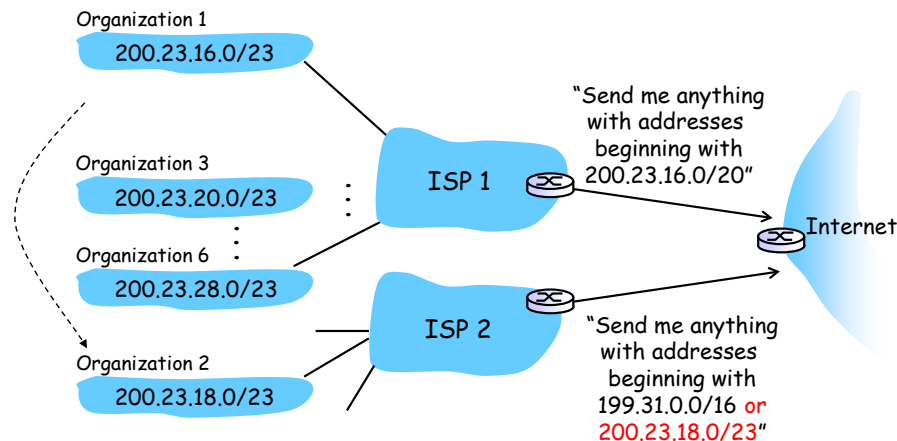 Organization 1
200.23.16.0/23
Organization 3
200.23.20.0/23
Organization 6
200.23.28.0/23
Organization 2
200.23.18.0/23
ISP 1
ISP 2
“Send me anything
with addresses
beginning with
200.23.16.0/20”
Internet
“Send me anything
with addresses
beginning with
199.31.0.0/16 or
200.23.18.0/23”